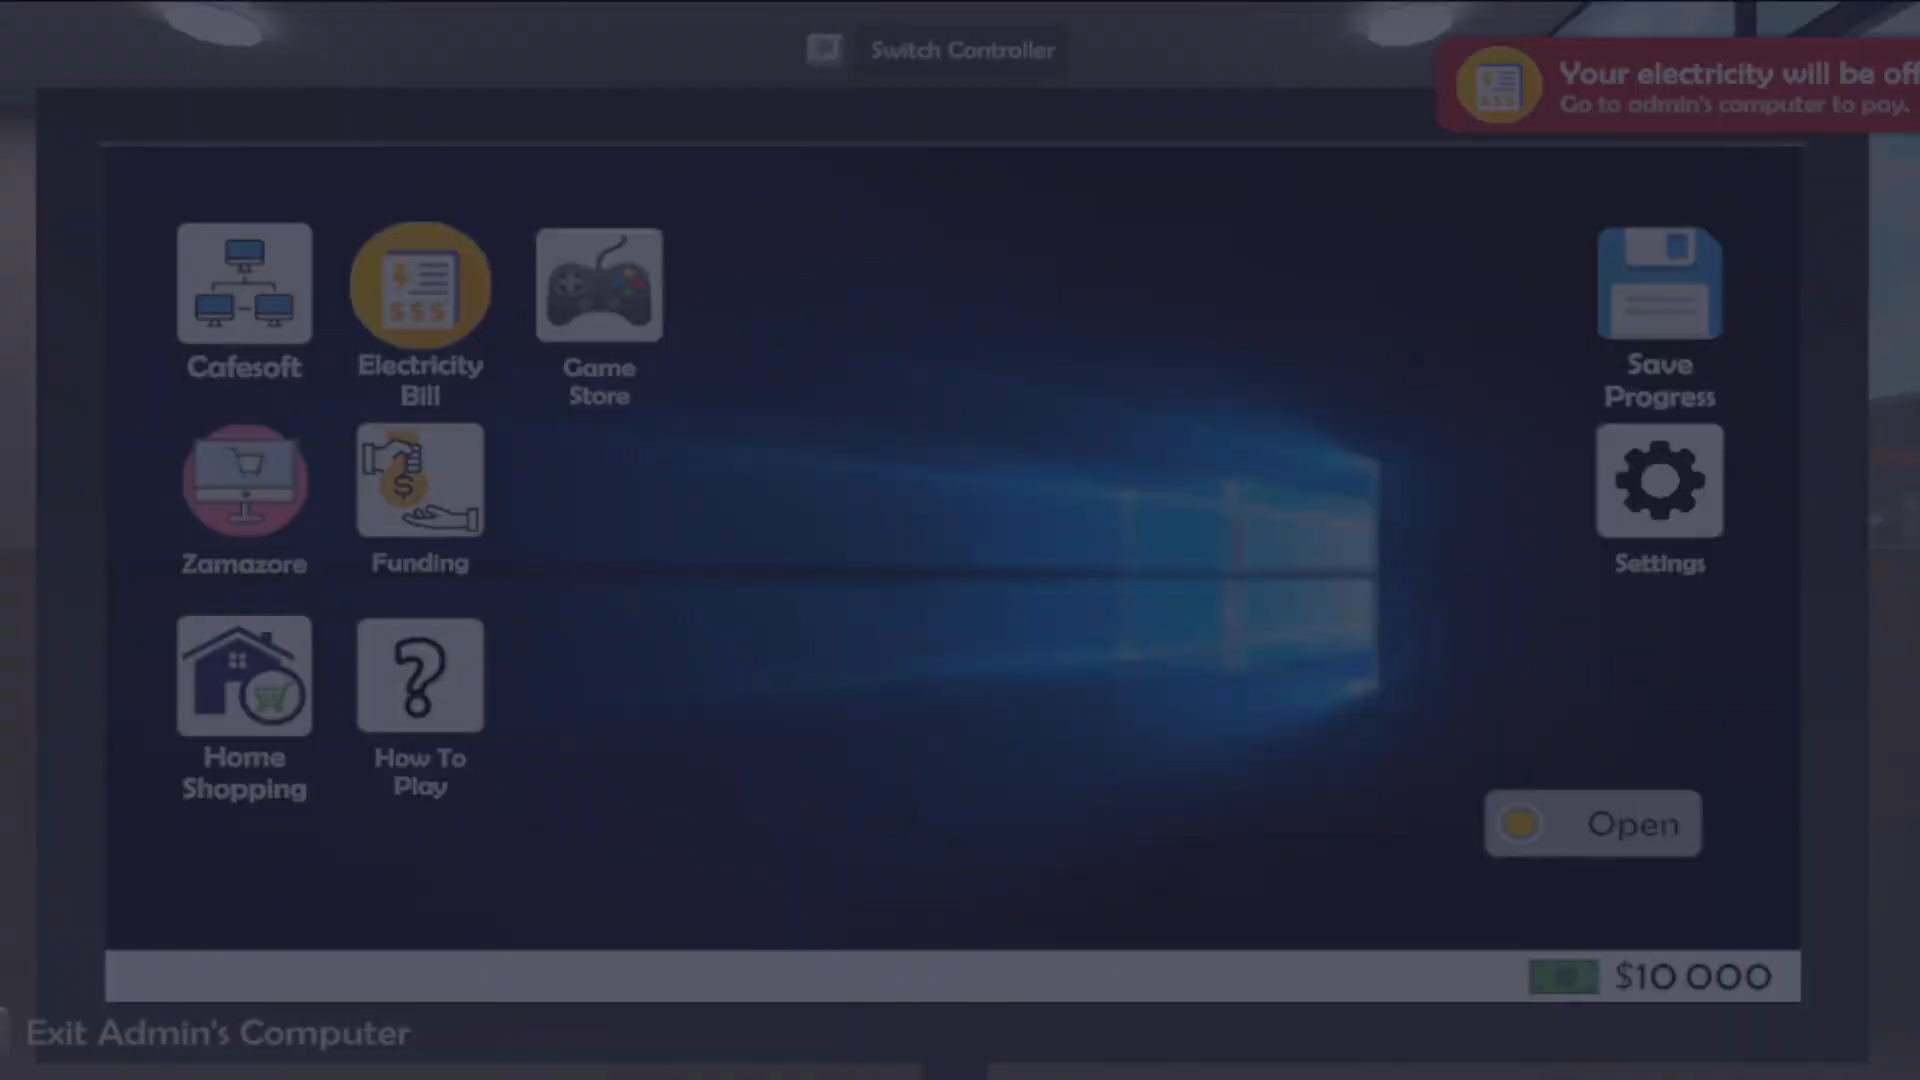 Switch Controller
Your electricity will be off
Go to admin's computer to pay.
Cafesoft
Electricity
Bill
Game
Store
Save
Progress
Zamazore
Funding
Settings
Home
Shopping
How To
Play
Open
$10 000
Exit Admin's Computer